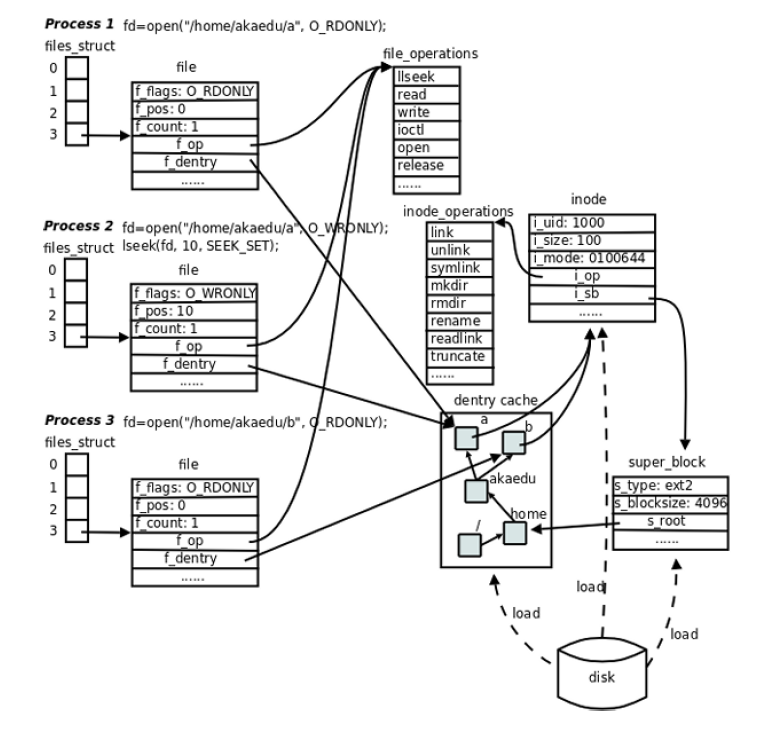 Process 1 fd=open("/home/akaedu/a", O_RDONLY);
files_struct
0
1
2
3
file
f_flags: O_RDONLY
f_pos: 0
f_count: 1
f_op
f_dentry
......
file_operations
llseek
read
write
ioctl
open
release
......
Process 2 fd=open("/home/akaedu/a", O_WRONLY);
lseek(fd, 10, SEEK_SET);
files_struct
0
1
2
3
file
f_flags: O_WRONLY
f_pos: 10
f_count: 1
f_op
f_dentry
......
inode_operations
link
unlink
symlink
mkdir
rmdir
rename
readlink
truncate
......
inode
i_uid: 1000
i_size: 100
i_mode: 0100644
i_op
i_sb
......
Process 3 fd=open("/home/akaedu/b", O_RDONLY);
files_struct
0
1
2
3
file
f_flags: O_RDONLY
f_pos: 0
f_count: 1
f_op
f_dentry
......
dentry cache
a
b
akaedu
home
/
super_block
s_type: ext2
s_blocksize: 4096
s_root
......
load
load
load
disk